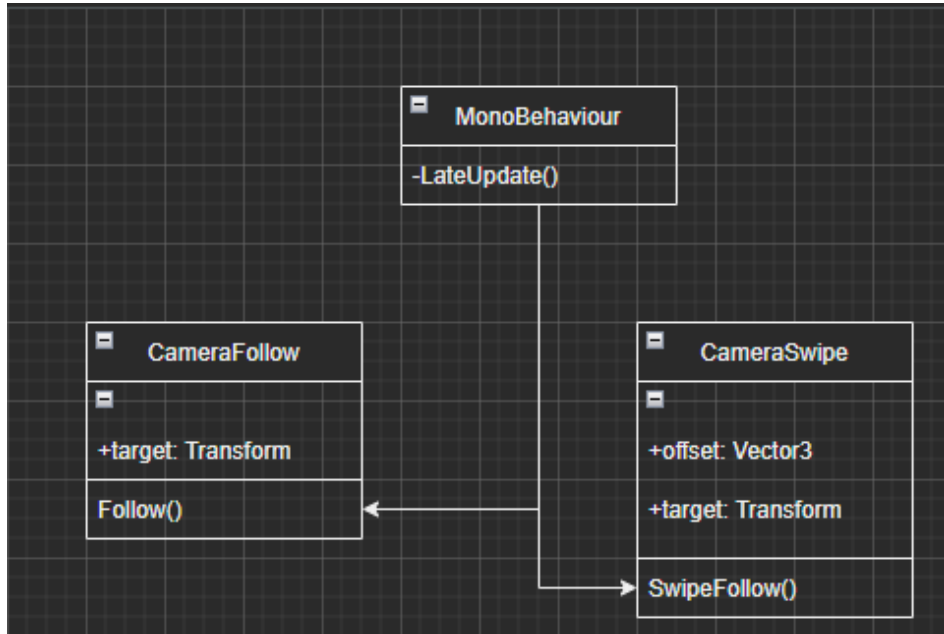 MonoBehaviour
-LateUpdate()
CameraFollow
+target: Transform
Follow()
CameraSwipe
+offset: Vector3
+target: Transform
SwipeFollow()